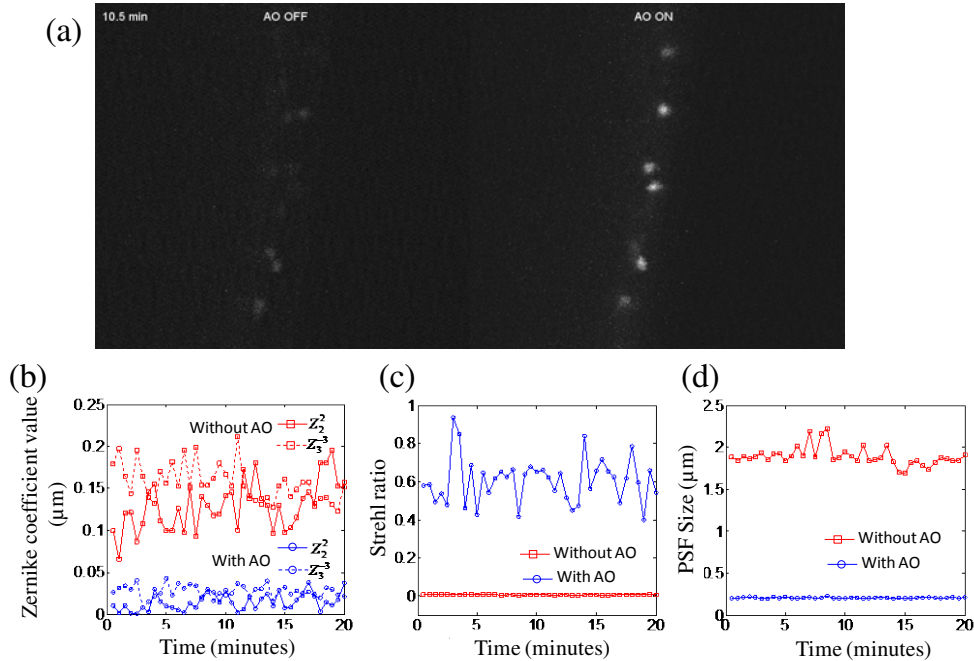 (a)
10.5 min
AO OFF
AO ON
(b)
Zernike coefficient value
(µm)
0.25
0.2
0.15
0.1
0.05
0
0
5
10
15
20
Without AO
Z₂²
Z₃⁻³
With AO
Z₂²
Z₃⁻³
Time (minutes)
(c)
Strehl ratio
1
0.8
0.6
0.4
0.2
0
0
5
10
15
20
Without AO
With AO
Time (minutes)
(d)
PSF Size (µm)
2.5
2
1.5
1
0.5
0
0
5
10
15
20
Without AO
With AO
Time (minutes)